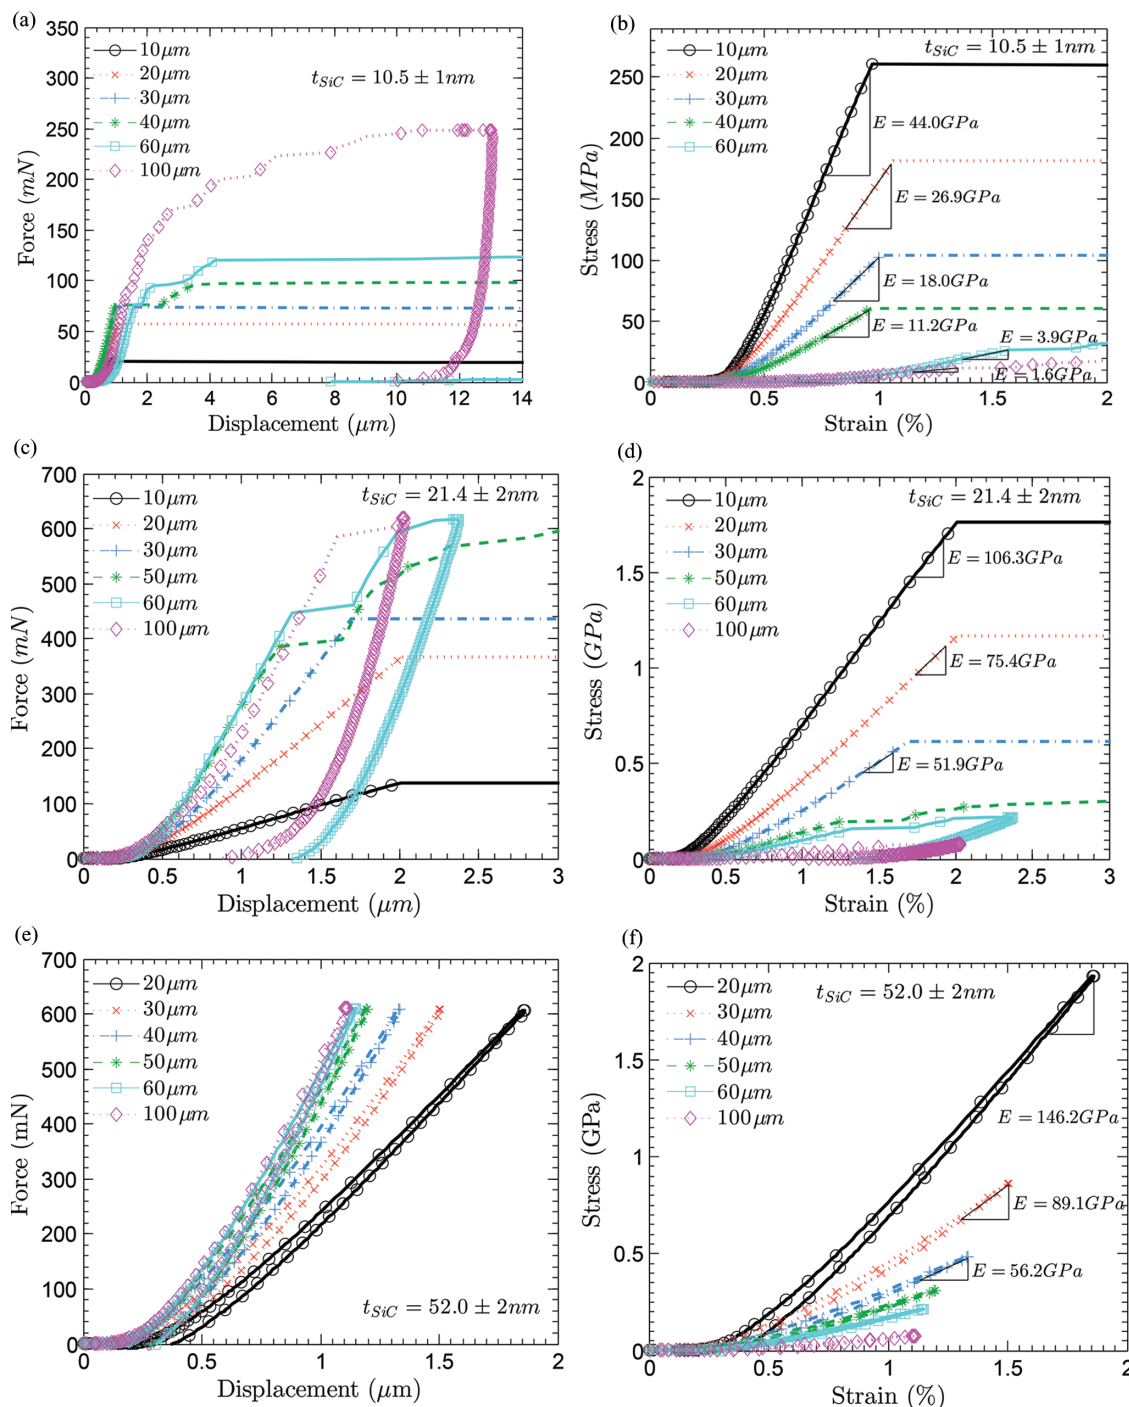 (a)
350
300
250
200
150
100
50
0
Force (mN)
10μm
20μm
30μm
40μm
60μm
100μm
t_SiC = 10.5 ± 1nm
0 2 4 6 8 10 12 14
Displacement (μm)
(b)
250
200
150
100
50
0
Stress (MPa)
10μm
20μm
30μm
40μm
60μm
t_SiC = 10.5 ± 1nm
E = 44.0GPa
E = 26.9GPa
E = 18.0GPa
E = 11.2GPa
E = 3.9GPa
E = 1.6GPa
0 0.5 1 1.5 2
Strain (%)
(c)
700
600
500
400
300
200
100
0
Force (mN)
10μm
20μm
30μm
50μm
60μm
100μm
t_SiC = 21.4 ± 2nm
0 0.5 1 1.5 2 2.5 3
Displacement (μm)
(d)
2
1.5
1
0.5
0
Stress (GPa)
10μm
20μm
30μm
50μm
60μm
100μm
t_SiC = 21.4 ± 2nm
E = 106.3GPa
E = 75.4GPa
E = 51.9GPa
0 0.5 1 1.5 2 2.5 3
Strain (%)
(e)
700
600
500
400
300
200
100
0
Force (mN)
20μm
30μm
40μm
50μm
60μm
100μm
t_SiC = 52.0 ± 2nm
0 0.5 1 1.5 2
Displacement (μm)
(f)
2
1.5
1
0.5
0
Stress (GPa)
20μm
30μm
40μm
50μm
60μm
100μm
t_SiC = 52.0 ± 2nm
E = 146.2GPa
E = 89.1GPa
E = 56.2GPa
0 0.5 1 1.5 2
Strain (%)